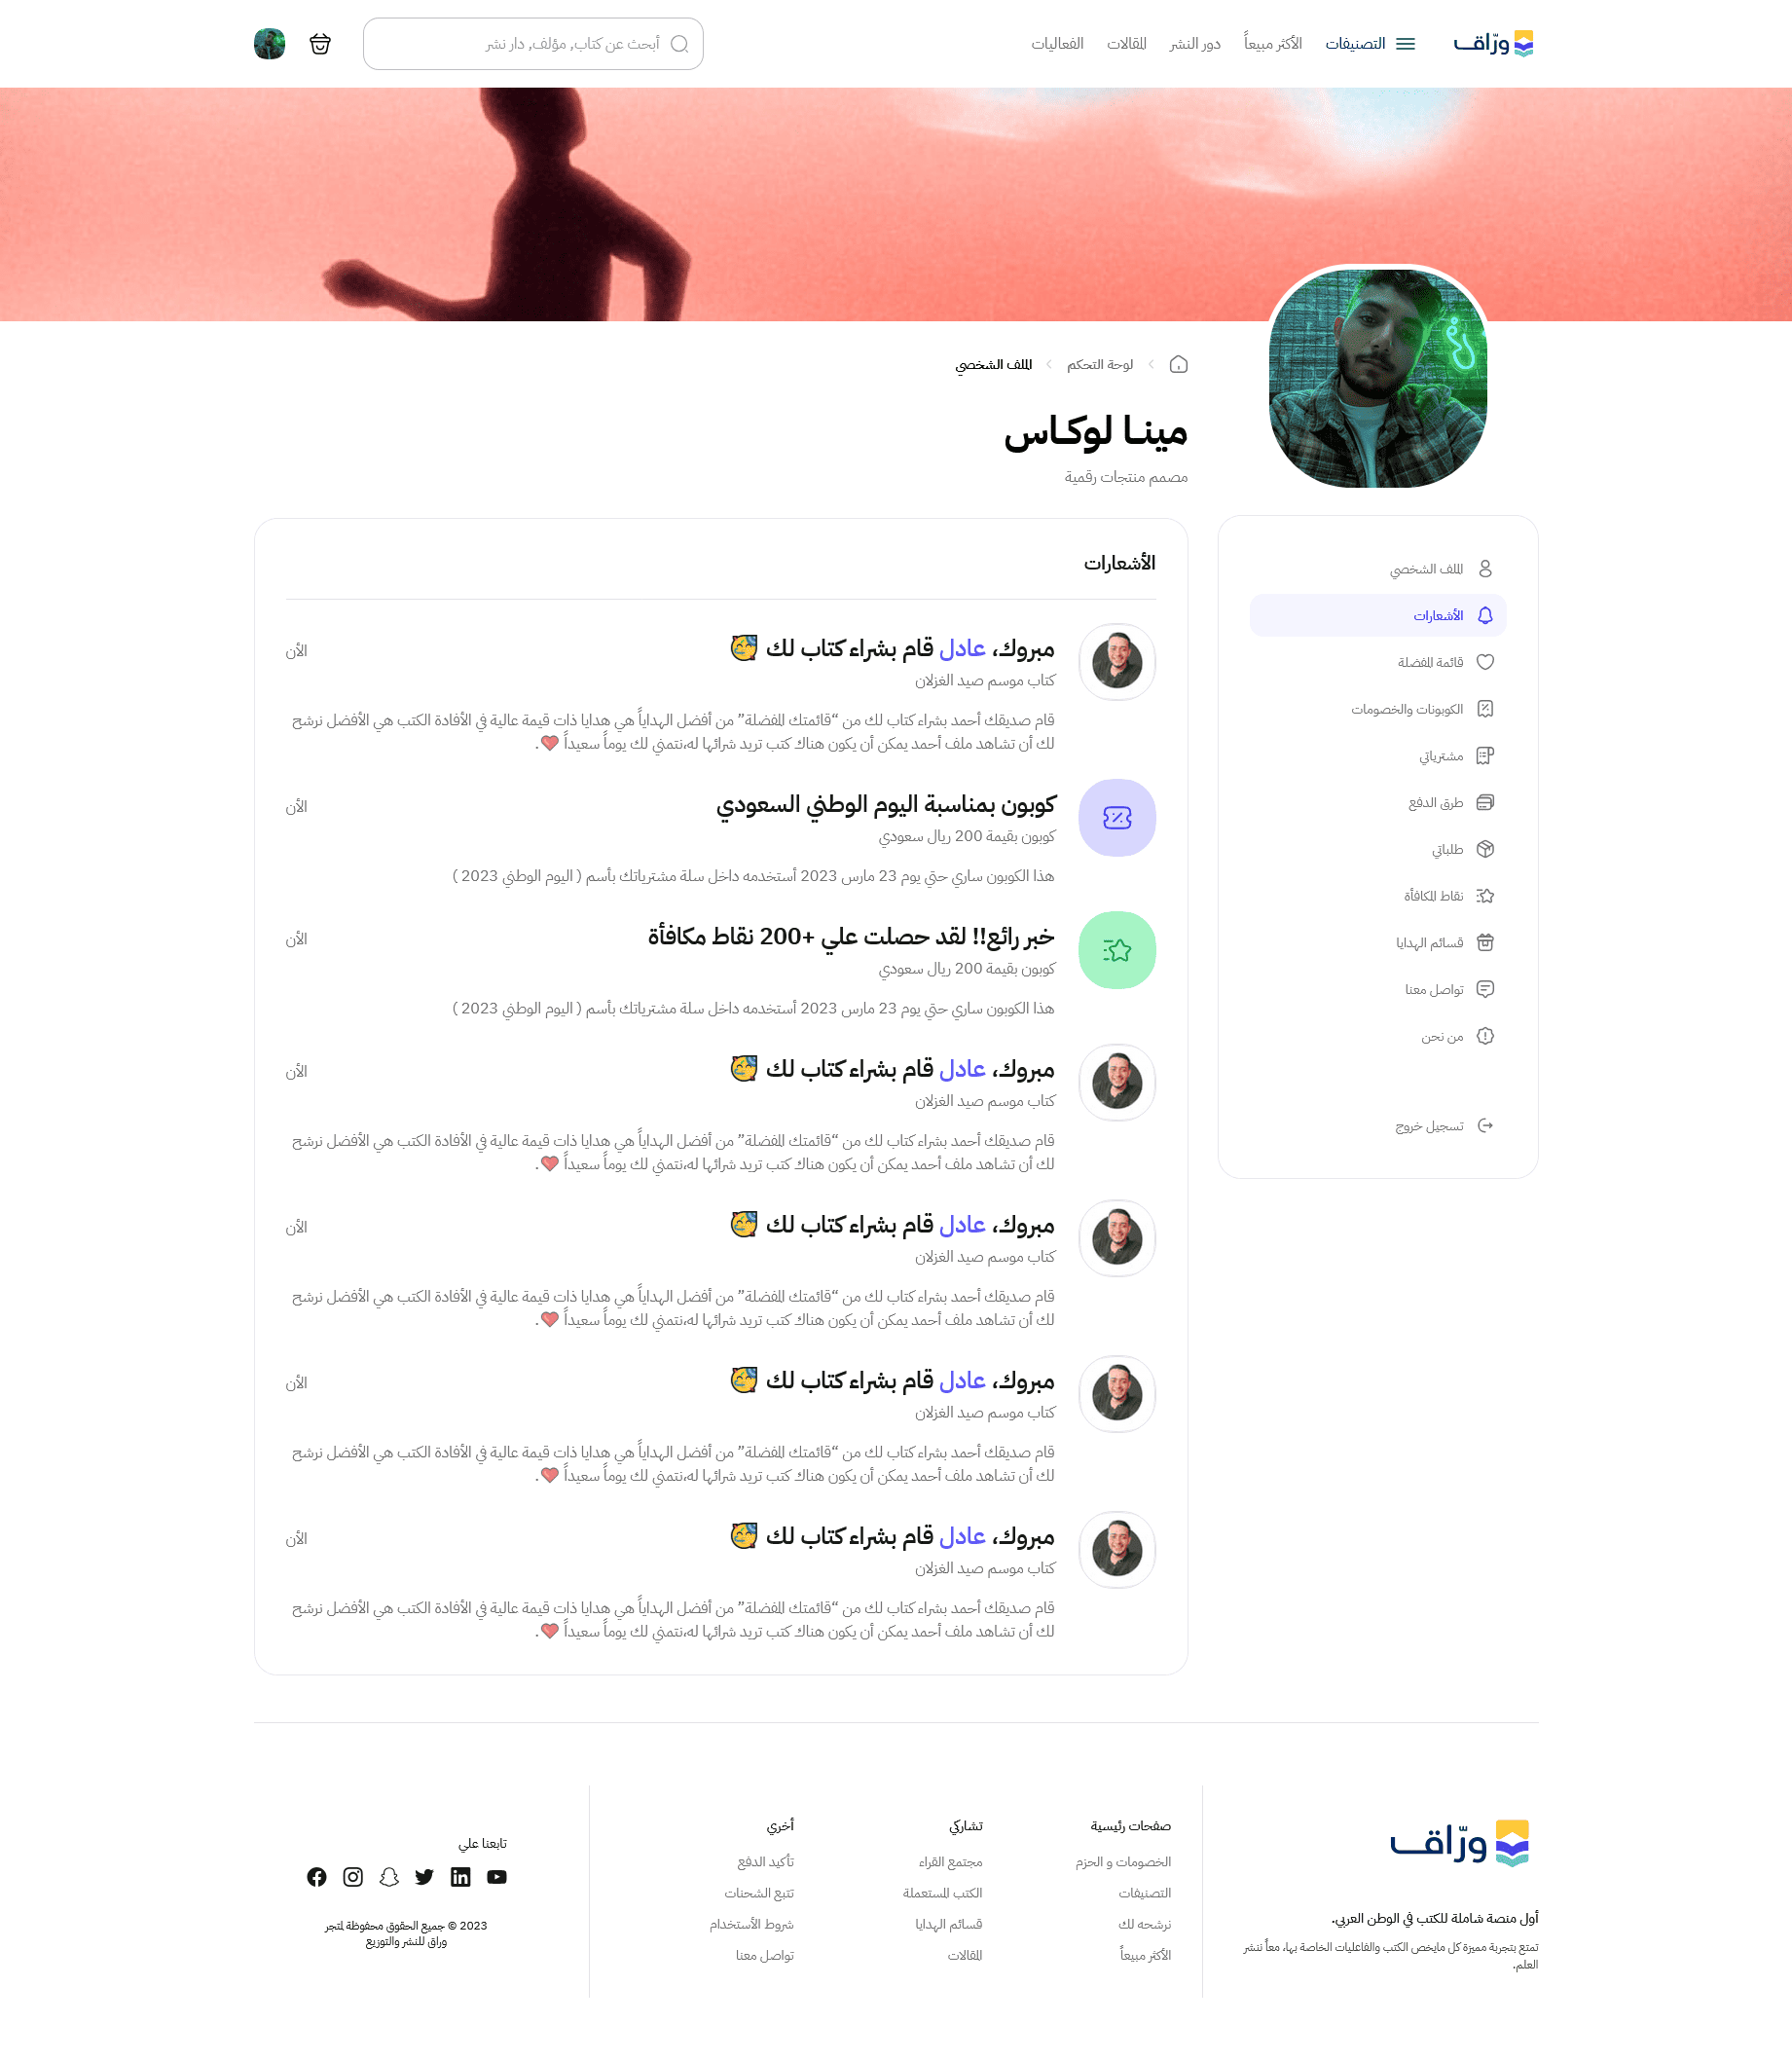 ورّاقـ
التصنيفات
الأكثر مبيعاً
دور النشر
المقالات
الفعاليات
أبحث عن كتاب, مؤلف, دار نشر
لوحة التحكم
الملف الشخصي
مينـا لوكـاس
مصمم منتجات رقمية
الملف الشخصي
الأشعارات
قائمة المفضلة
الكوبونات والخصومات
مشترياتي
طرق الدفع
طلباتي
نقاط المكافأة
قسائم الهدايا
تواصل معنا
من نحن
تسجيل خروج
الأشعارات
مبروك، عادل قام بشراء كتاب لك 🥳
الأن
كتاب موسم صيد الغزلان
قام صديقك أحمد بشراء كتاب لك من “قائمتك المفضلة” من أفضل الهداياً هي هدايا ذات قيمة عالية في الأفادة الكتب هي الأفضل نرشح
لك أن تشاهد ملف أحمد يمكن أن يكون هناك كتب تريد شرائها له،نتمني لك يوماً سعيداً ❤️.
كوبون بمناسبة اليوم الوطني السعودي
الأن
كوبون بقيمة 200 ريال سعودي
هذا الكوبون ساري حتي يوم 23 مارس 2023 أستخدمه داخل سلة مشترياتك بأسم ( اليوم الوطني 2023 )
خبر رائع!! لقد حصلت علي +200 نقاط مكافأة
الأن
كوبون بقيمة 200 ريال سعودي
هذا الكوبون ساري حتي يوم 23 مارس 2023 أستخدمه داخل سلة مشترياتك بأسم ( اليوم الوطني 2023 )
مبروك، عادل قام بشراء كتاب لك 🥳
الأن
كتاب موسم صيد الغزلان
قام صديقك أحمد بشراء كتاب لك من “قائمتك المفضلة” من أفضل الهداياً هي هدايا ذات قيمة عالية في الأفادة الكتب هي الأفضل نرشح
لك أن تشاهد ملف أحمد يمكن أن يكون هناك كتب تريد شرائها له،نتمني لك يوماً سعيداً ❤️.
مبروك، عادل قام بشراء كتاب لك 🥳
الأن
كتاب موسم صيد الغزلان
قام صديقك أحمد بشراء كتاب لك من “قائمتك المفضلة” من أفضل الهداياً هي هدايا ذات قيمة عالية في الأفادة الكتب هي الأفضل نرشح
لك أن تشاهد ملف أحمد يمكن أن يكون هناك كتب تريد شرائها له،نتمني لك يوماً سعيداً ❤️.
مبروك، عادل قام بشراء كتاب لك 🥳
الأن
كتاب موسم صيد الغزلان
قام صديقك أحمد بشراء كتاب لك من “قائمتك المفضلة” من أفضل الهداياً هي هدايا ذات قيمة عالية في الأفادة الكتب هي الأفضل نرشح
لك أن تشاهد ملف أحمد يمكن أن يكون هناك كتب تريد شرائها له،نتمني لك يوماً سعيداً ❤️.
مبروك، عادل قام بشراء كتاب لك 🥳
الأن
كتاب موسم صيد الغزلان
قام صديقك أحمد بشراء كتاب لك من “قائمتك المفضلة” من أفضل الهداياً هي هدايا ذات قيمة عالية في الأفادة الكتب هي الأفضل نرشح
لك أن تشاهد ملف أحمد يمكن أن يكون هناك كتب تريد شرائها له،نتمني لك يوماً سعيداً ❤️.
ورّاقـ
أول منصة شاملة للكتب في الوطن العربي.
تمتع بتجربة مميزة كل مايخص الكتب والفاعليات الخاصة بها، معاً ننشر
العلم.
صفحات رئيسية
الخصومات و الحزم
التصنيفات
نرشحه لك
الأكثر مبيعاً
تشاركي
مجتمع القراء
الكتب المستعملة
قسائم الهدايا
المقالات
أخري
تأكيد الدفع
تتبع الشحنات
شروط الأستخدام
تواصل معنا
تابعنا علي
2023 © جميع الحقوق محفوظة لمتجر
وراق للنشر والتوزيع